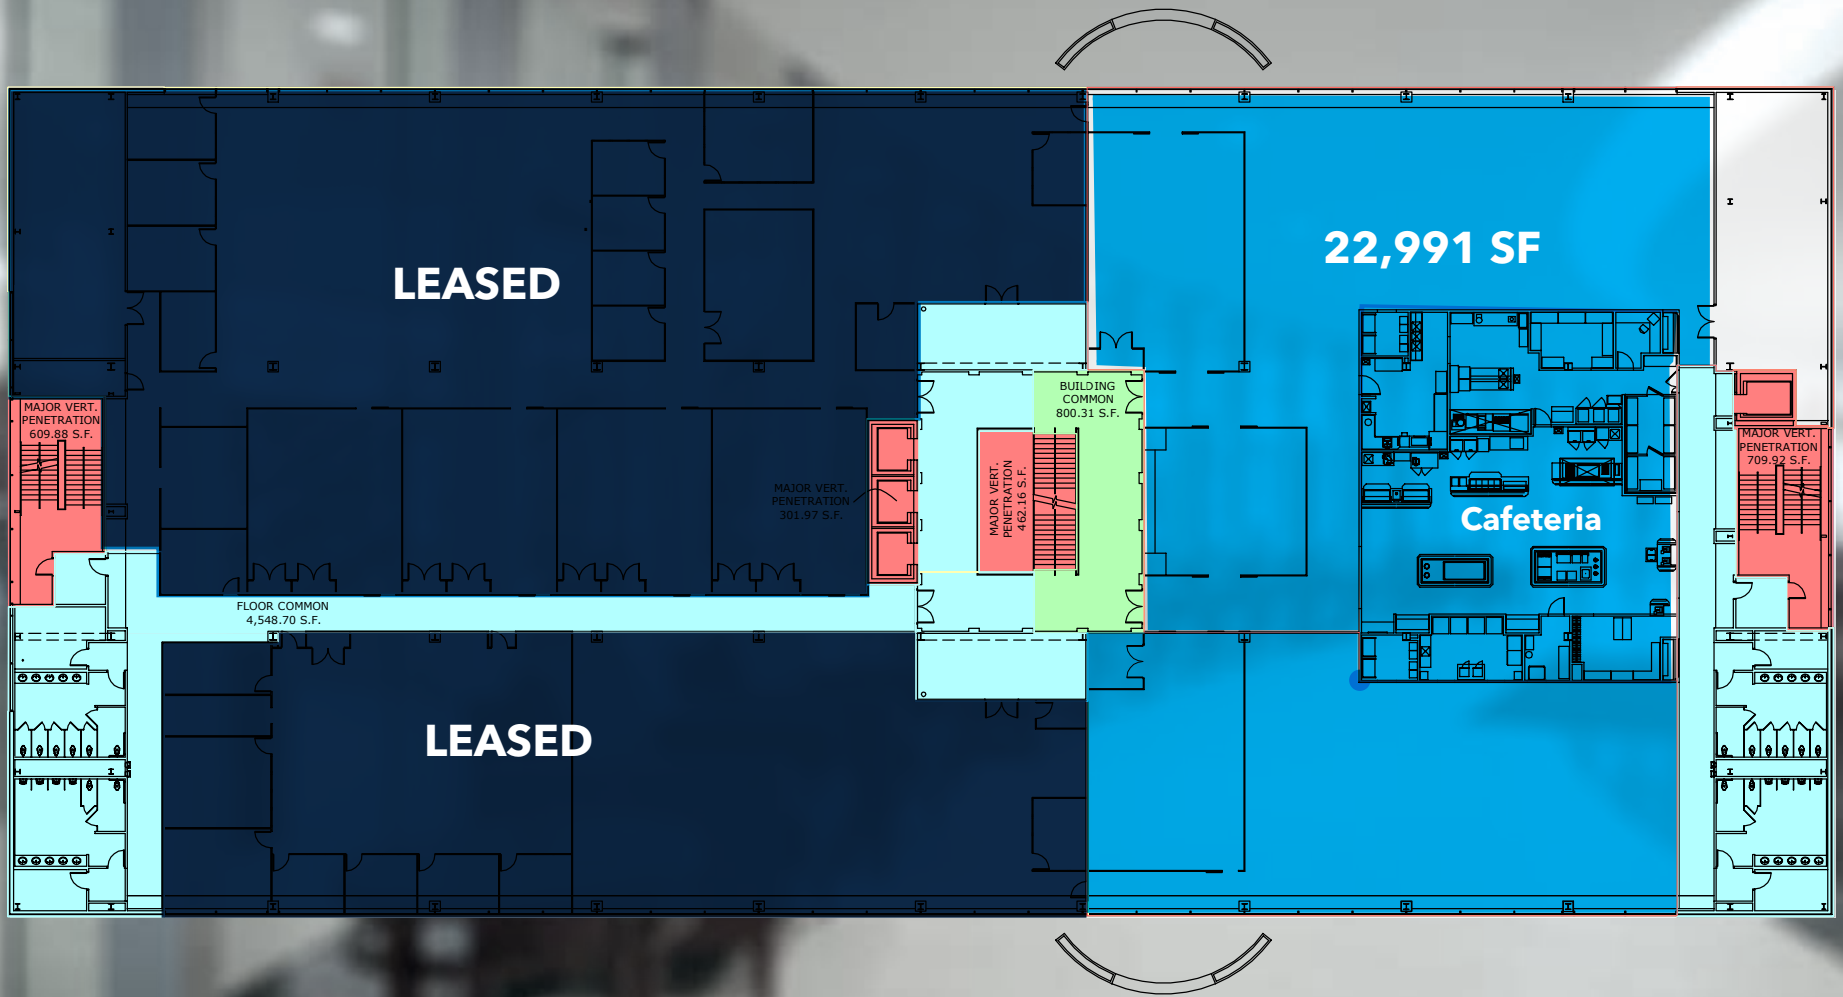 22,991 SF
LEASED
BUILDING
COMMON
800.31 S.F.
MAJOR VERT.
PENETRATION
609.88 S.F.
MAJOR VERT.
PENETRATION
709.92 S.F.
MAJOR VERT.
PENETRATION
301.97 S.F.
MAJOR VERT.
PENETRATION
462.16 S.F.
Cafeteria
FLOOR COMMON
4,548.70 S.F.
LEASED